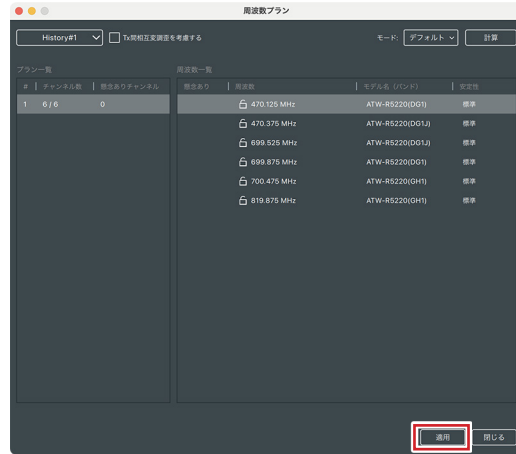 周波数プラン
History#1 Tx間相互変調歪を考慮する モード: デフォルト 計算
プラン一覧 周波数一覧
# チャンネル数 懸念ありチャンネル 懸念あり 周波数 モデル名 (バンド) 安定性
1 6 / 6 0 470.125 MHz ATW-R5220(DG1) 標準
470.375 MHz ATW-R5220(DG1J) 標準
699.525 MHz ATW-R5220(DG1J) 標準
699.875 MHz ATW-R5220(DG1) 標準
700.475 MHz ATW-R5220(GH1) 標準
819.875 MHz ATW-R5220(GH1) 標準
適用 閉じる